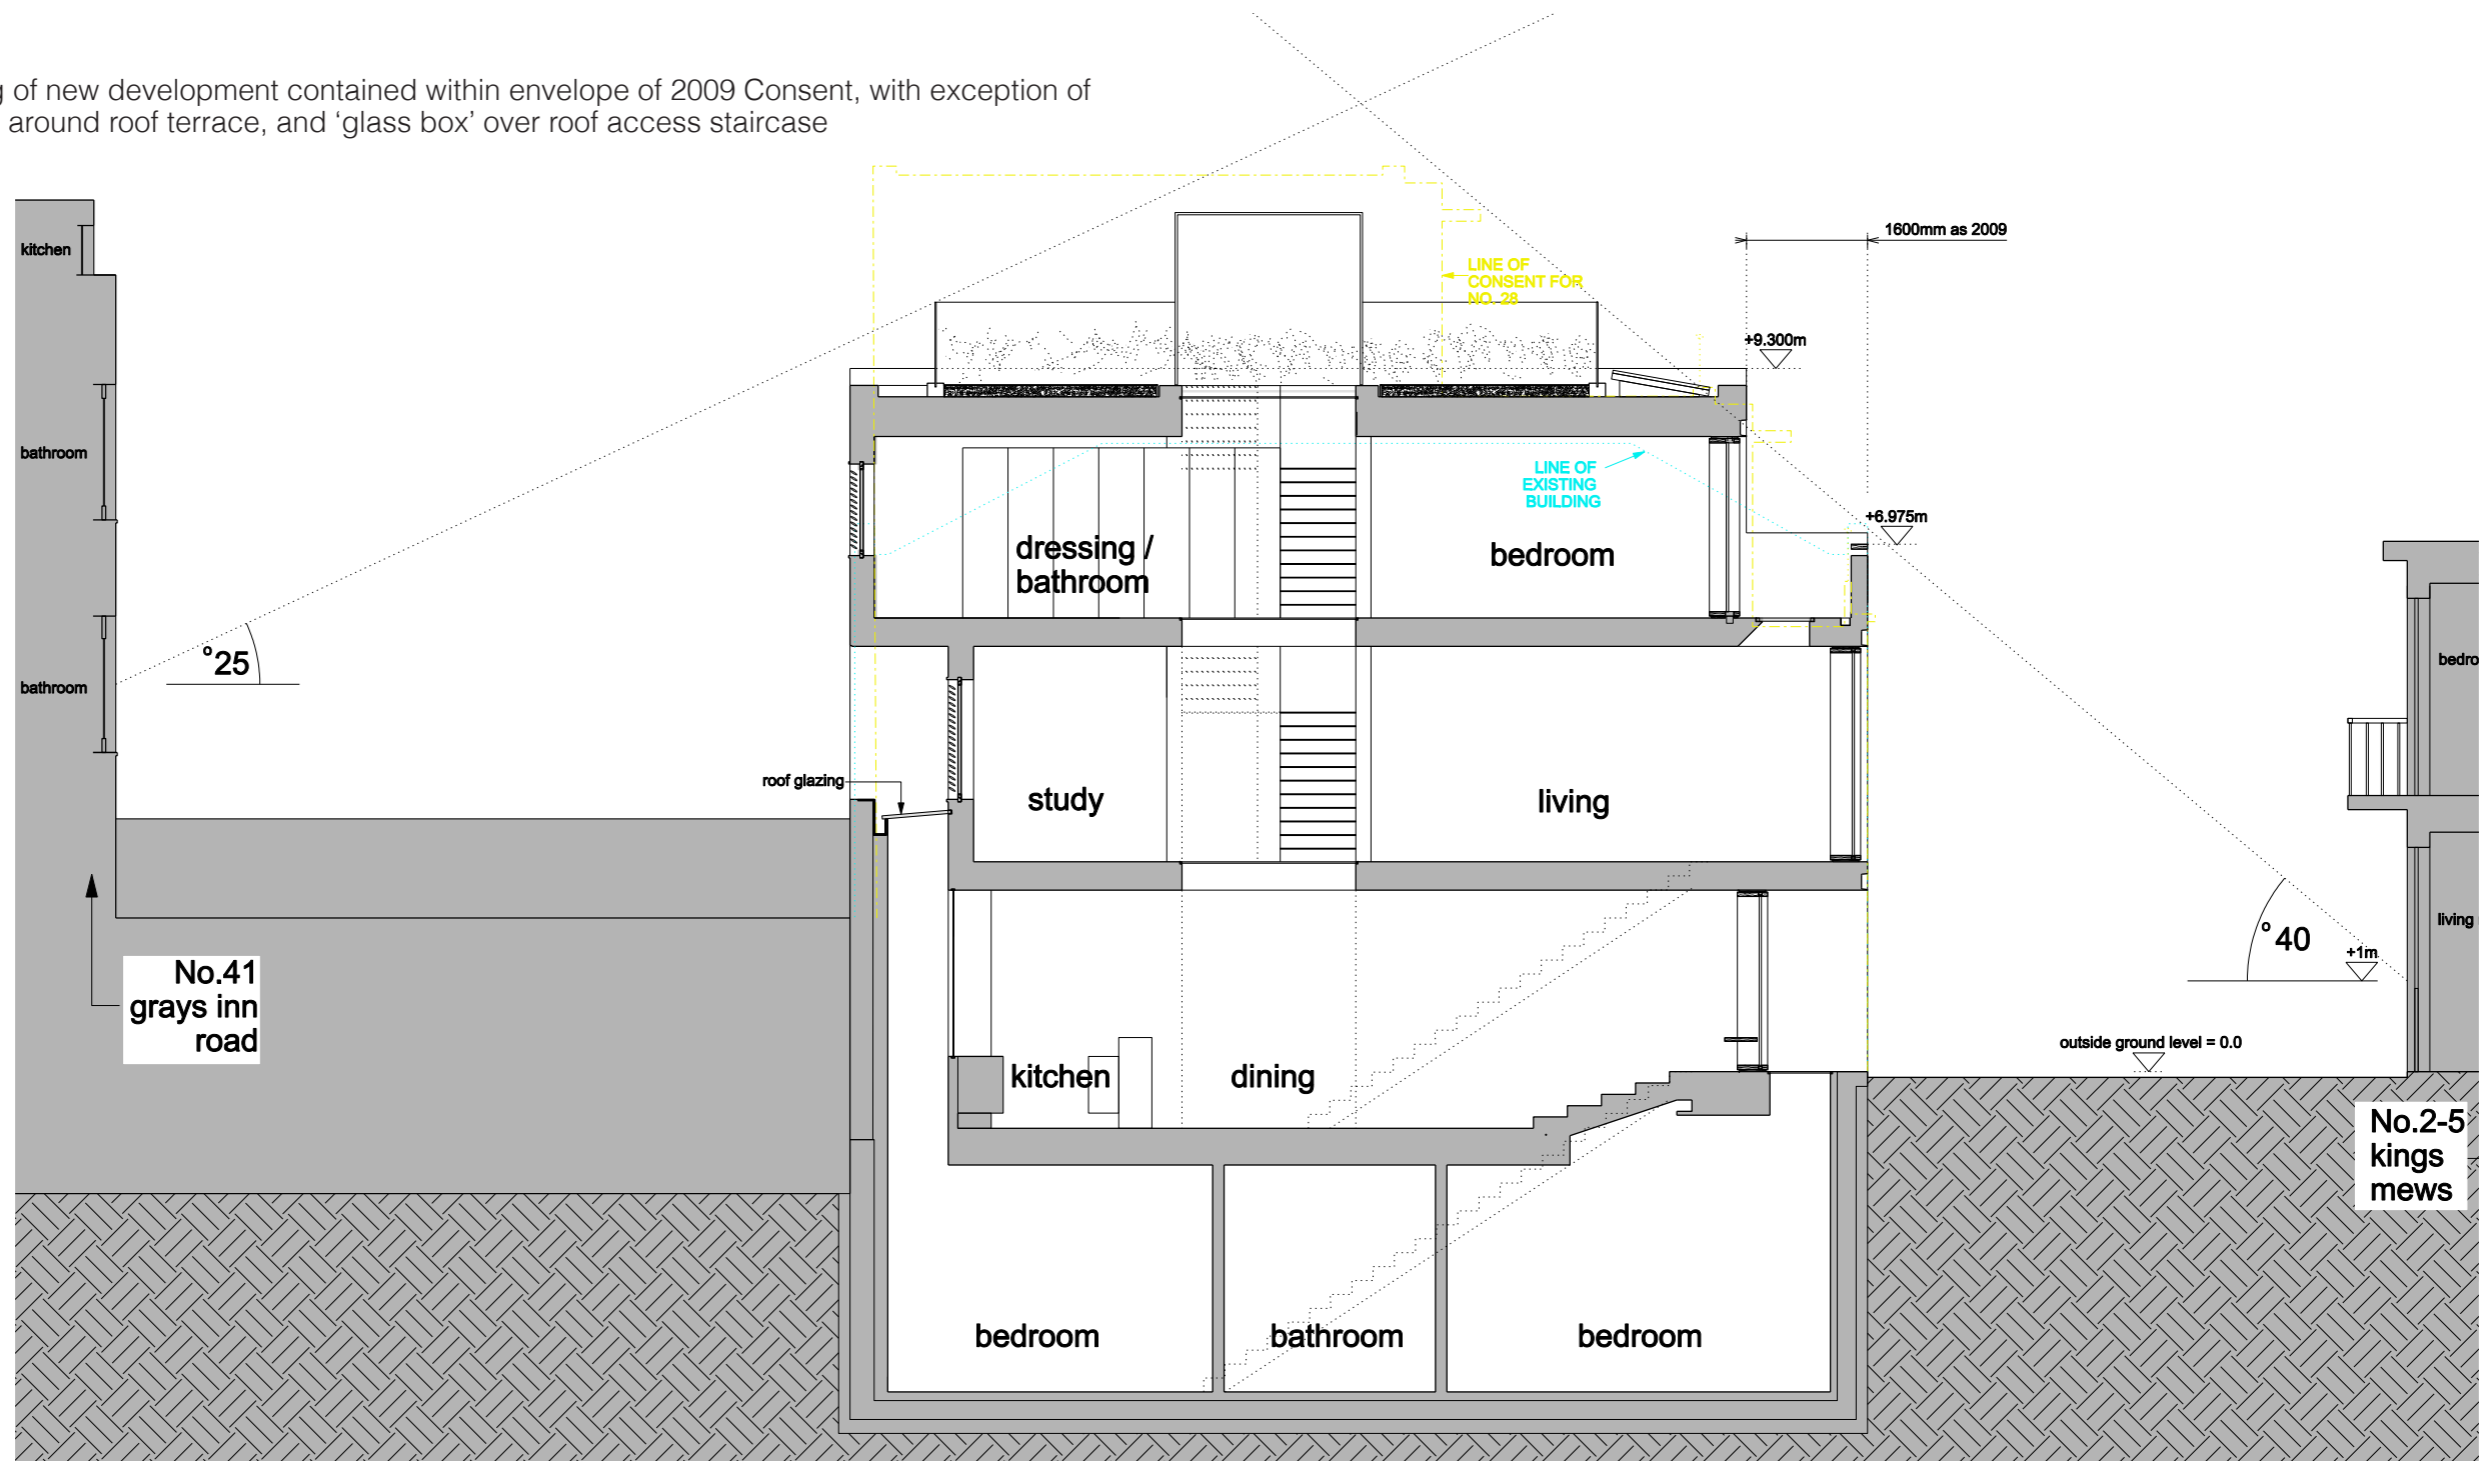 g of new development contained within envelope of 2009 Consent, with exception of
around roof terrace, and ‘glass box’ over roof access staircase
kitchen
1600mm as 2009
LINE OF
CONSENT FOR
NO. 28
+9.300m
bathroom
LINE OF
EXISTING
BUILDING
+6.975m
dressing /
bathroom
bedroom
°25
bathroom
bedro
roof glazing
study
living
living
°40
+1m
No.41
grays inn
road
outside ground level = 0.0
kitchen
dining
No.2-5
kings
mews
bedroom
bathroom
bedroom